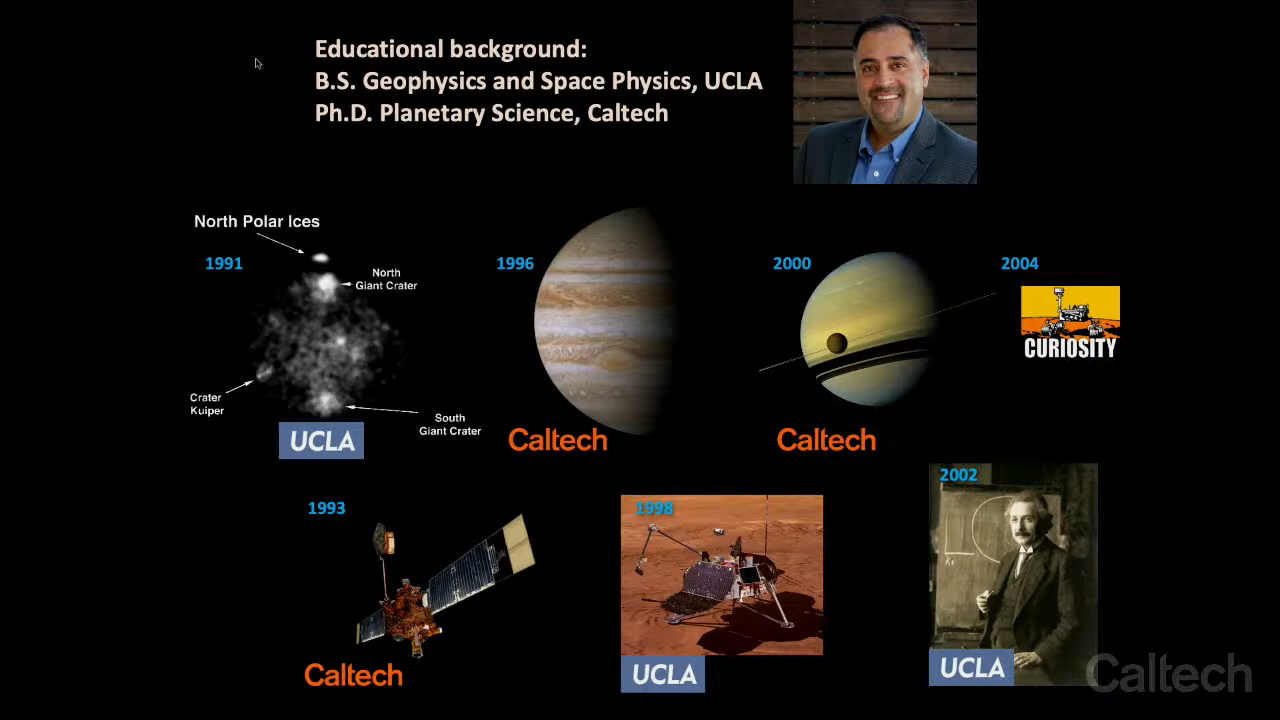 Educational background:
B.S. Geophysics and Space Physics, UCLA
Ph.D. Planetary Science, Caltech
North Polar Ices
1991
North
Giant Crater
Crater
Kuiper
South
Giant Crater
UCLA
1996
Caltech
2000
Caltech
2004
CURIOSITY
1993
Caltech
1998
UCLA
2002
UCLA
Caltech